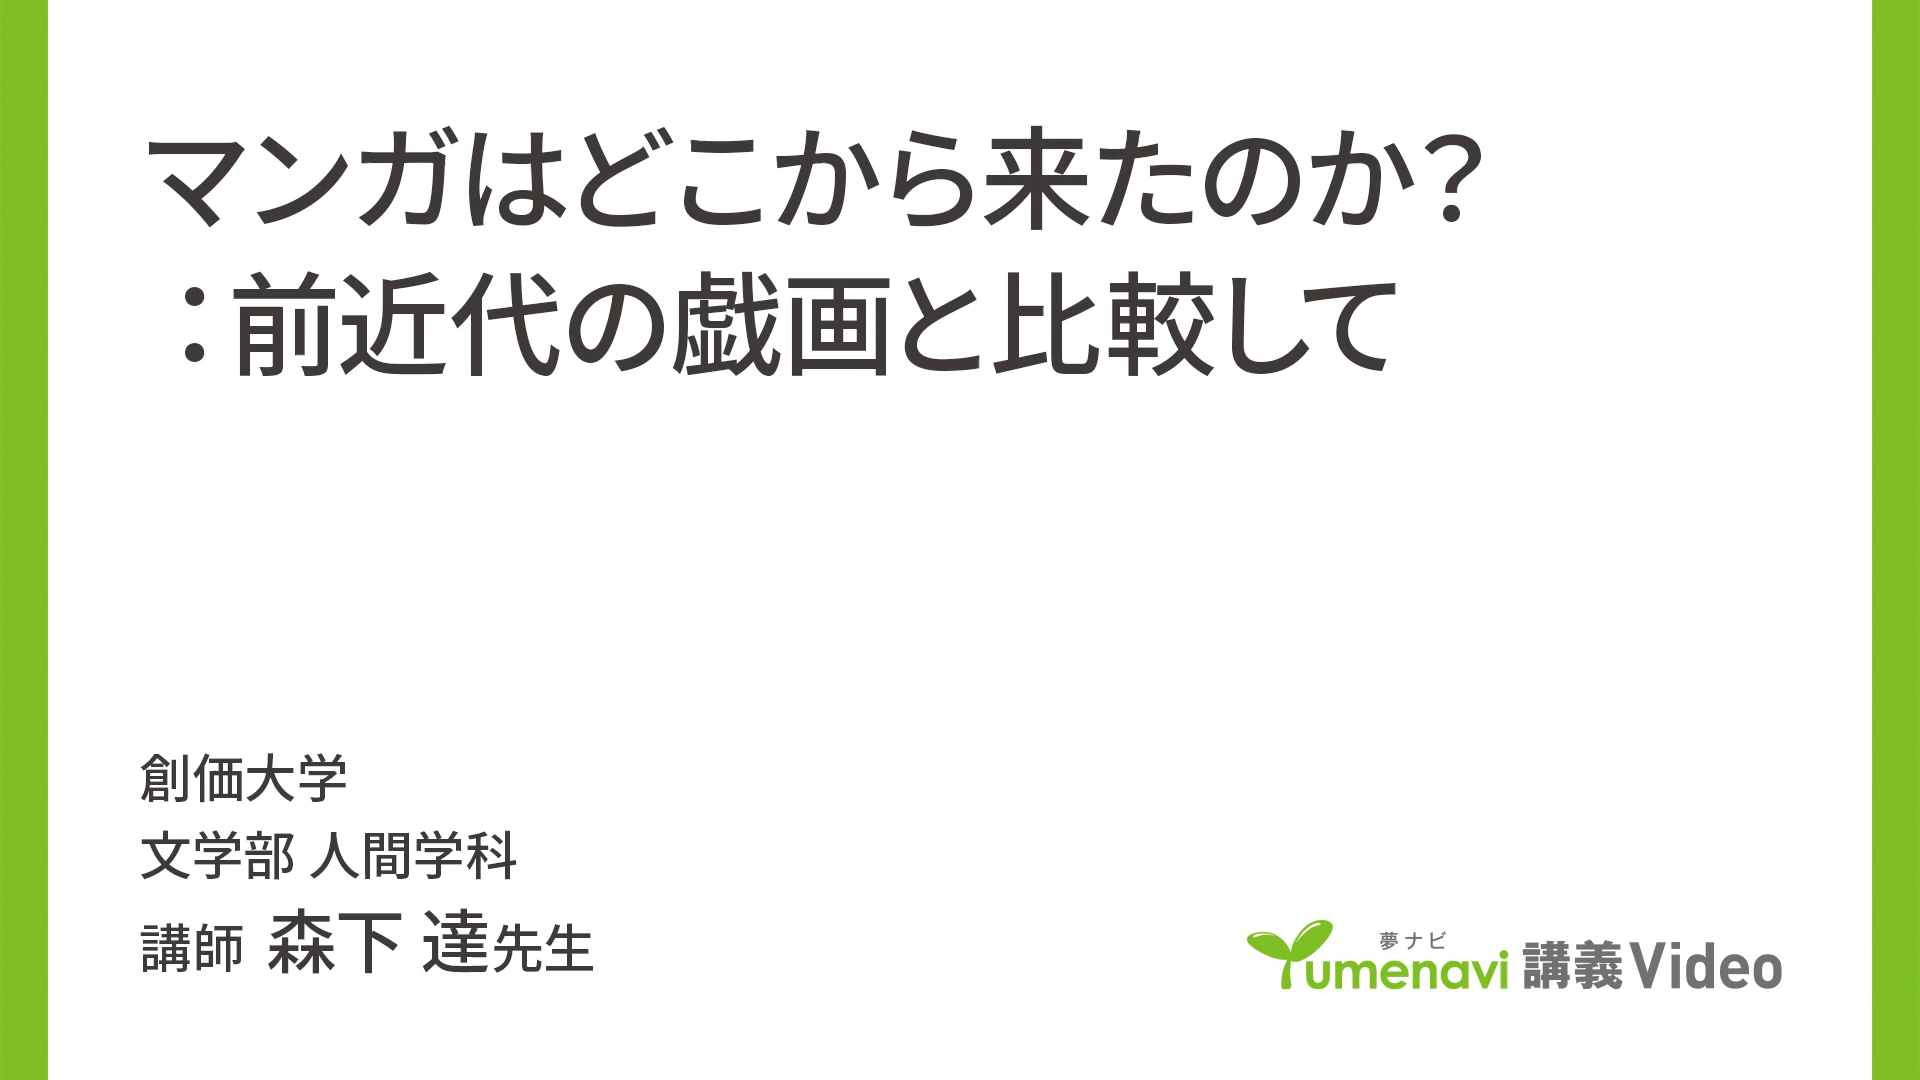 マンガはどこから来たのか？
：前近代の戯画と比較して
創価大学
文学部 人間学科
講師 森下 達先生
夢ナビ
Yumenavi 講義Video